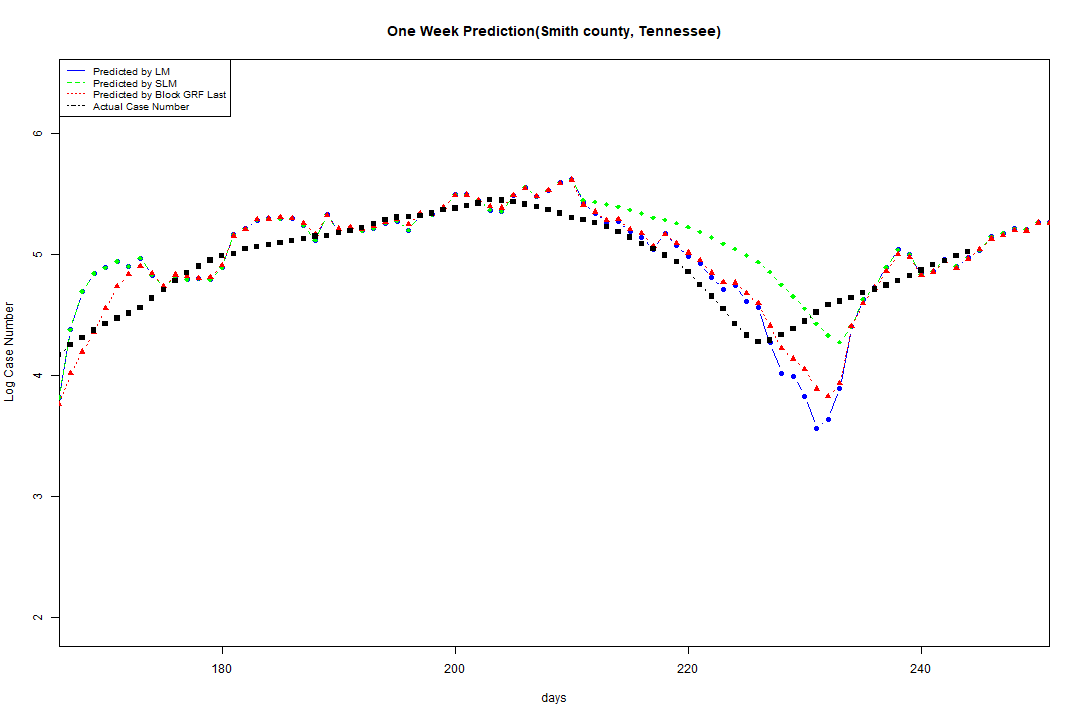 One Week Prediction(Smith county, Tennessee)
Predicted by LM
Predicted by SLM
Predicted by Block GRF Last
Actual Case Number
6
5
4
3
2
Log Case Number
180
200
220
240
days